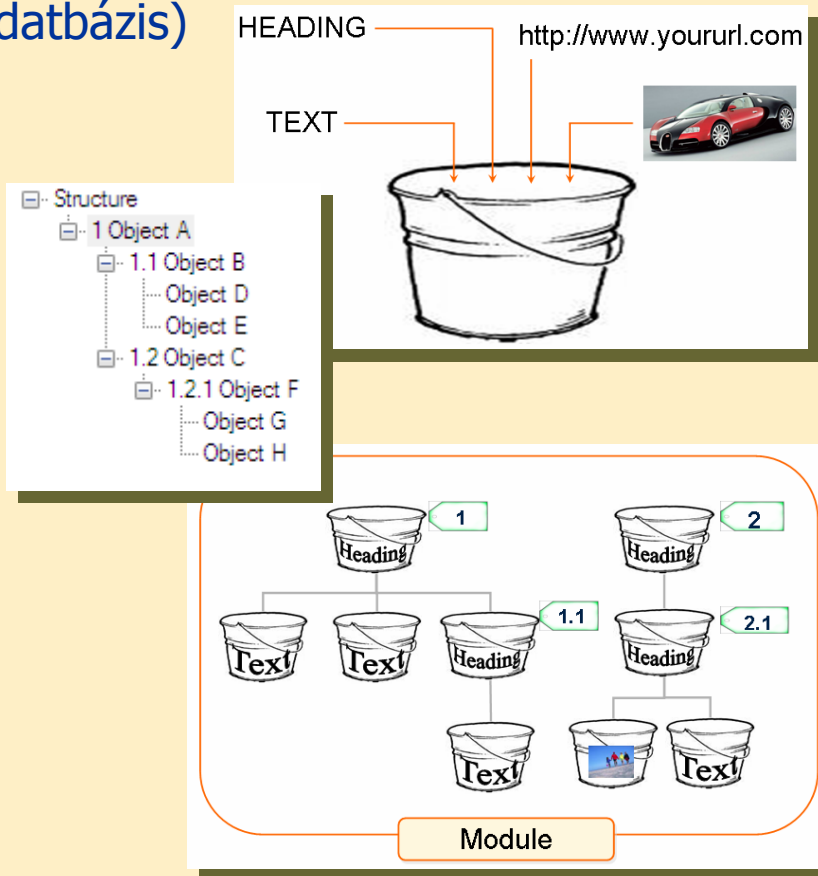 datbázis)
HEADING
http://www.yoururl.com
TEXT
Structure
1 Object A
1.1 Object B
Object D
Object E
1.2 Object C
1.2.1 Object F
Object G
Object H
1
2
Heading
Heading
1.1
2.1
Text
Text
Heading
Heading
Text
Text
Module